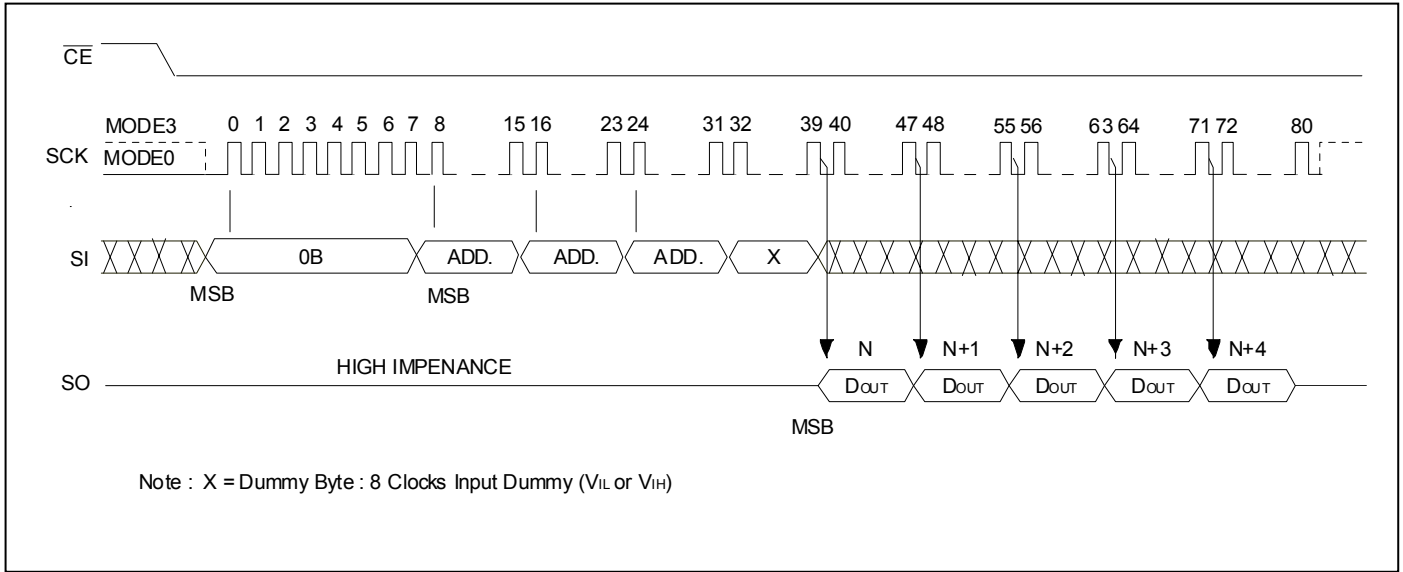 CE
MODE3 0 1 2 3 4 5 6 7 8 15 16 23 24 31 32 39 40 47 48 55 56 63 64 71 72 80
SCK MODE0
SI 0B ADD. ADD. ADD. X
MSB MSB
N N+1 N+2 N+3 N+4
HIGH IMPENANCE
SO DOUT DOUT DOUT DOUT DOUT
MSB
Note : X = Dummy Byte : 8 Clocks Input Dummy (VIL or VIH)